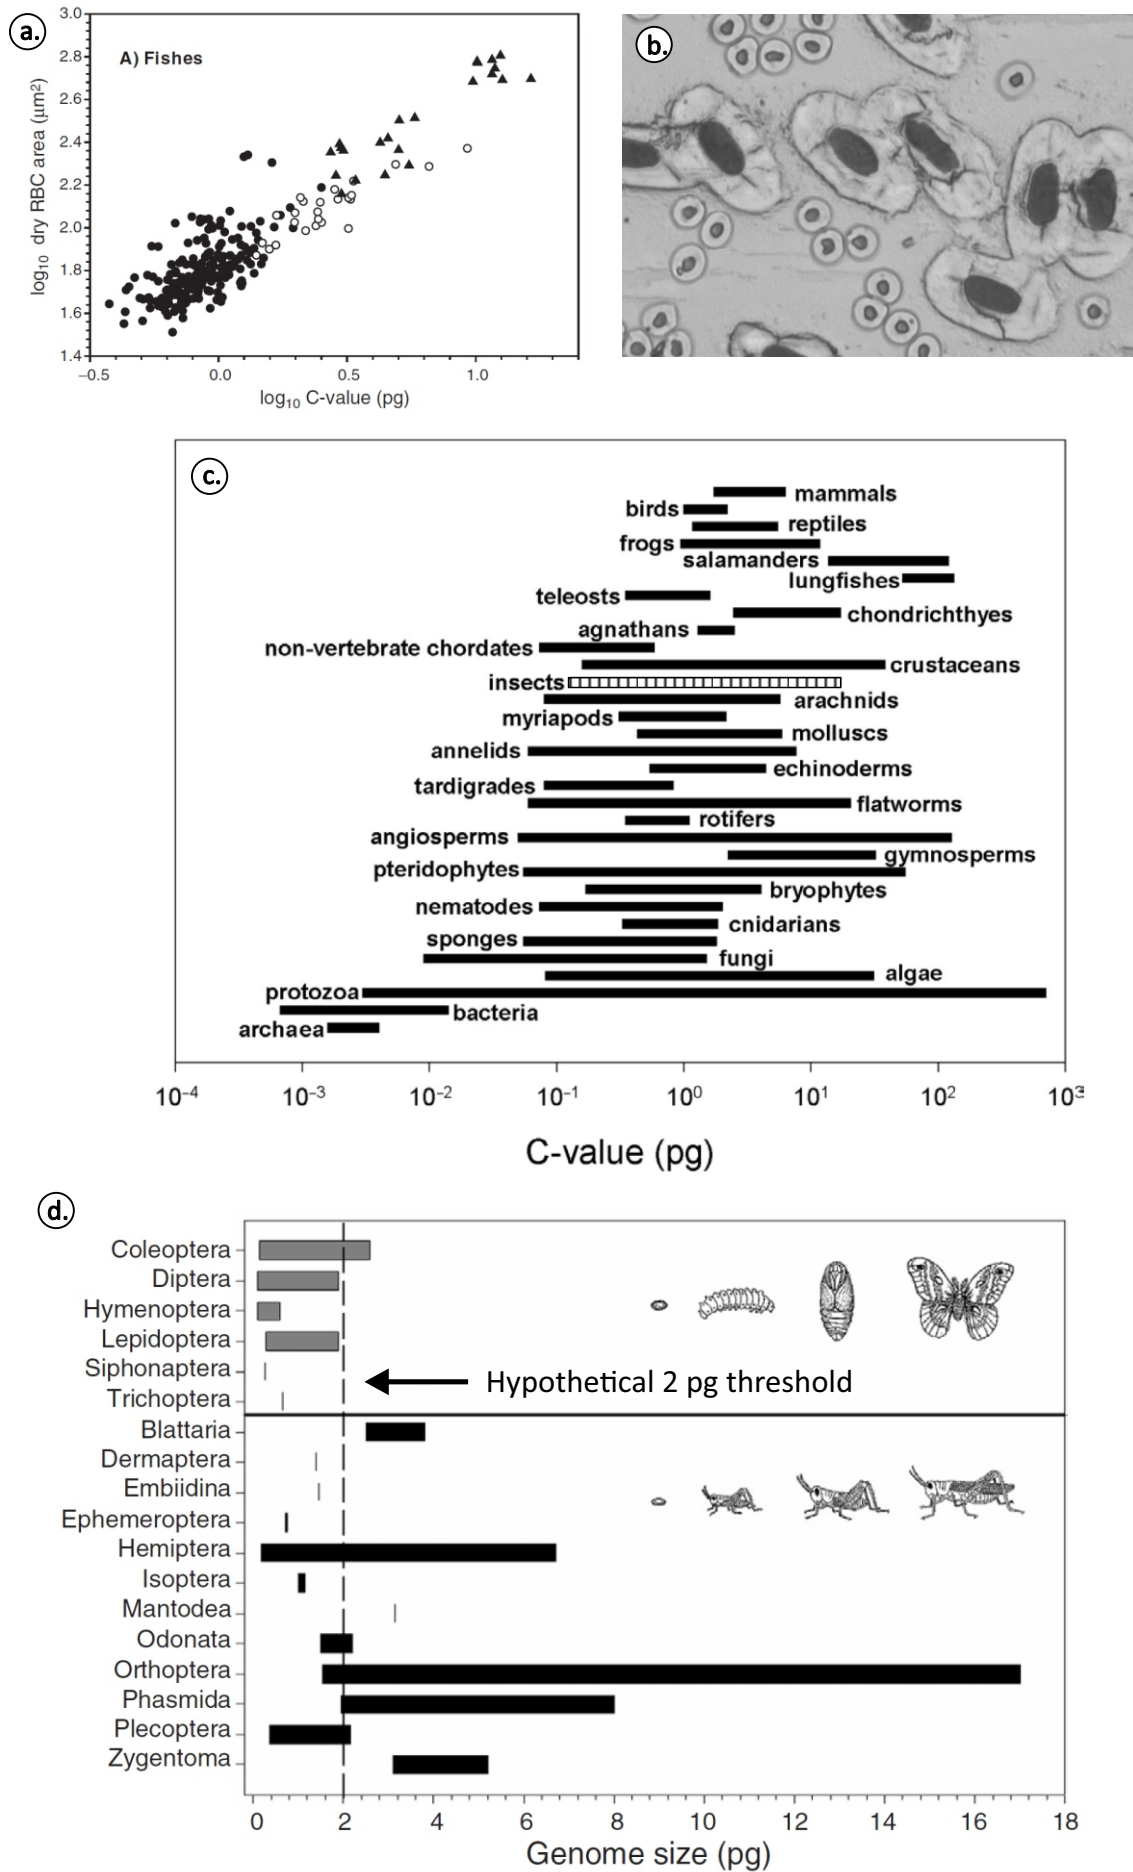 a.
A) Fishes
3.0
2.8
2.6
2.4
2.2
2.0
1.8
1.6
1.4
log10 dry RBC area (µm2)
–0.5
0.0
0.5
1.0
log10 C-value (pg)
b.
c.
mammals
birds
reptiles
frogs
salamanders
lungfishes
teleosts
chondrichthyes
agnathans
non-vertebrate chordates
crustaceans
insects
arachnids
myriapods
molluscs
annelids
echinoderms
tardigrades
flatworms
rotifers
angiosperms
gymnosperms
pteridophytes
bryophytes
nematodes
cnidarians
sponges
fungi
algae
protozoa
bacteria
archaea
10-4 10-3 10-2 10-1 100 101 102 103
C-value (pg)
d.
Coleoptera
Diptera
Hymenoptera
Lepidoptera
Siphonaptera
Hypothetical 2 pg threshold
Trichoptera
Blattaria
Dermaptera
Embiidina
Ephemeroptera
Hemiptera
Isoptera
Mantodea
Odonata
Orthoptera
Phasmida
Plecoptera
Zygentoma
0 2 4 6 8 10 12 14 16 18
Genome size (pg)